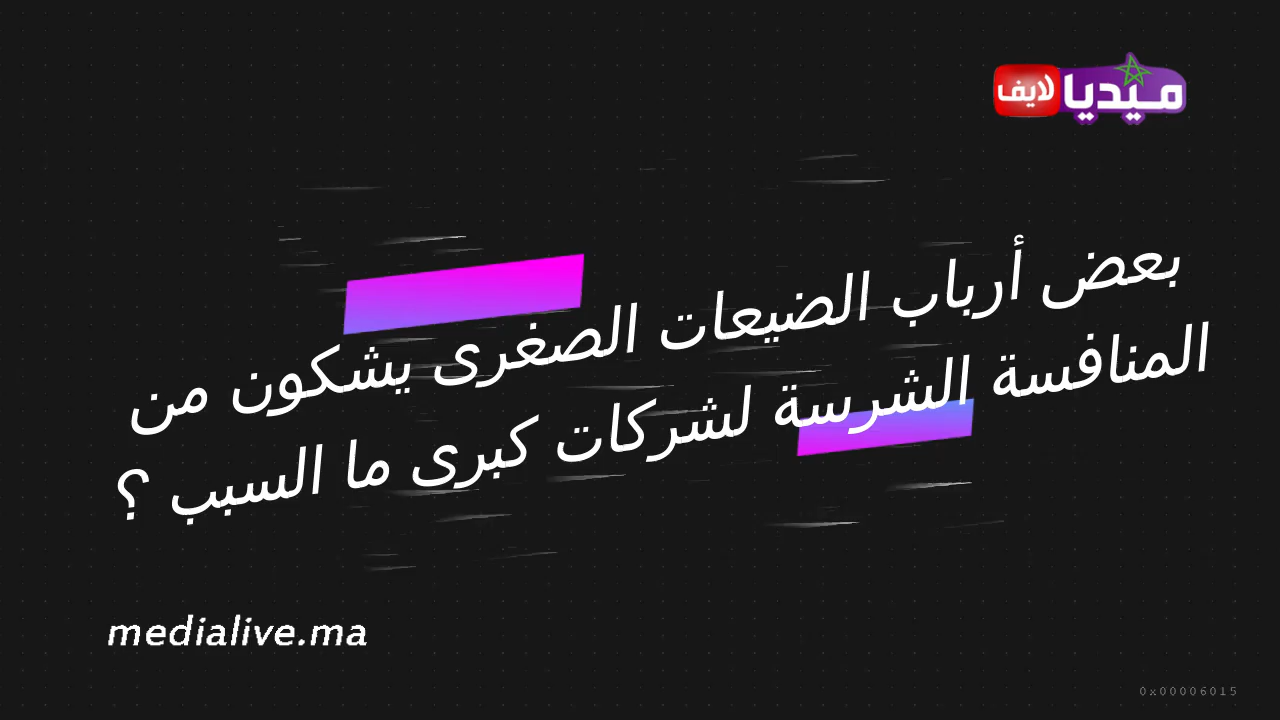 ميديا لايف
بعض أرباب الضيعات الصغرى يشكون من
المنافسة الشرسة لشركات كبرى ما السبب ؟
medialive.ma
0x00006015